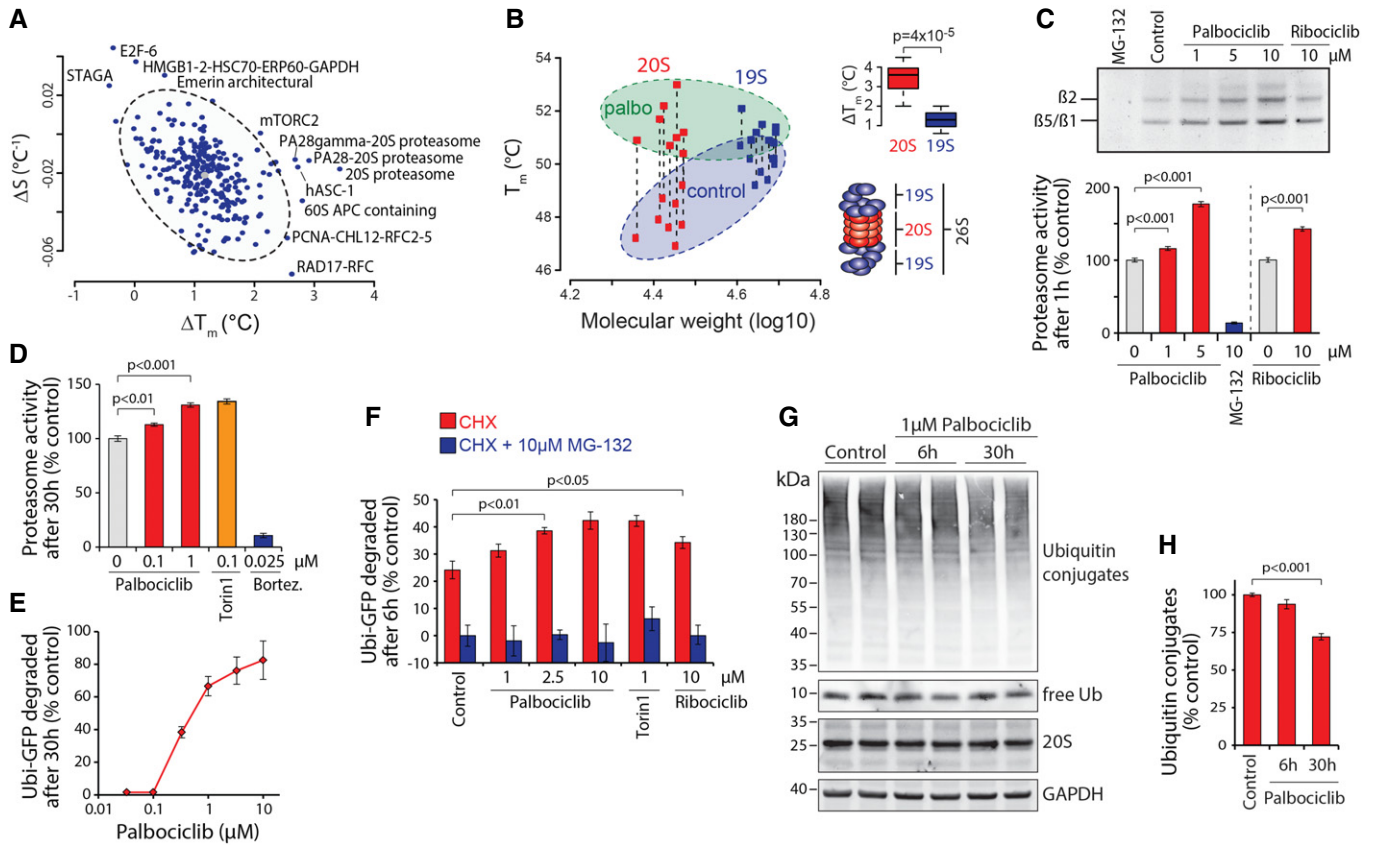 A
E2F-6
HMGB1-2-HSC70-ERP60-GAPDH
STAGA
Emerin architectural
mTORC2
PA28gamma-20S proteasome
PA28-20S proteasome
20S proteasome
hASC-1
60S APC containing
PCNA-CHL12-RFC2-5
RAD17-RFC
0.02
-0.02
-0.06
ΔS (°C⁻¹)
-1 0 1 2 3 4
ΔTm (°C)
B
54
52
50
48
46
Tm (°C)
20S
19S
palbo
control
4.2 4.4 4.6 4.8
Molecular weight (log10)
p=4x10⁻⁵
4
3
2
1
ΔTm (°C)
20S 19S
19S
20S
19S
26S
C
MG-132
Control
Palbociclib
Ribociclib
1 5 10 10 μM
ß2
ß5/ß1
200
100
0
Proteasome activity
after 1h (% control)
p<0.001
p<0.001
p<0.001
0 1 5 10 0 10 μM
Palbociclib
MG-132
Ribociclib
D
150
100
50
0
Proteasome activity
after 30h (% control)
p<0.001
p<0.01
0 0.1 1 0.1 0.025 μM
Palbociclib
Torin1
Bortez.
E
100
80
60
40
20
0
Ubi-GFP degraded
after 30h (% control)
0.01 0.1 1 10
Palbociclib (μM)
F
CHX
CHX + 10μM MG-132
p<0.05
p<0.01
50
40
30
20
10
0
-10
Ubi-GFP degraded
after 6h (% control)
Control
1 2.5 10 1 10 μM
Palbociclib
Torin1
Ribociclib
G
1μM Palbociclib
Control 6h 30h
kDa
180
130
100
70
55
40
35
Ubiquitin
conjugates
10
free Ub
35
25
20S
40
GAPDH
H
p<0.001
100
75
50
25
0
Ubiquitin conjugates
(% control)
Control
6h 30h
Palbociclib